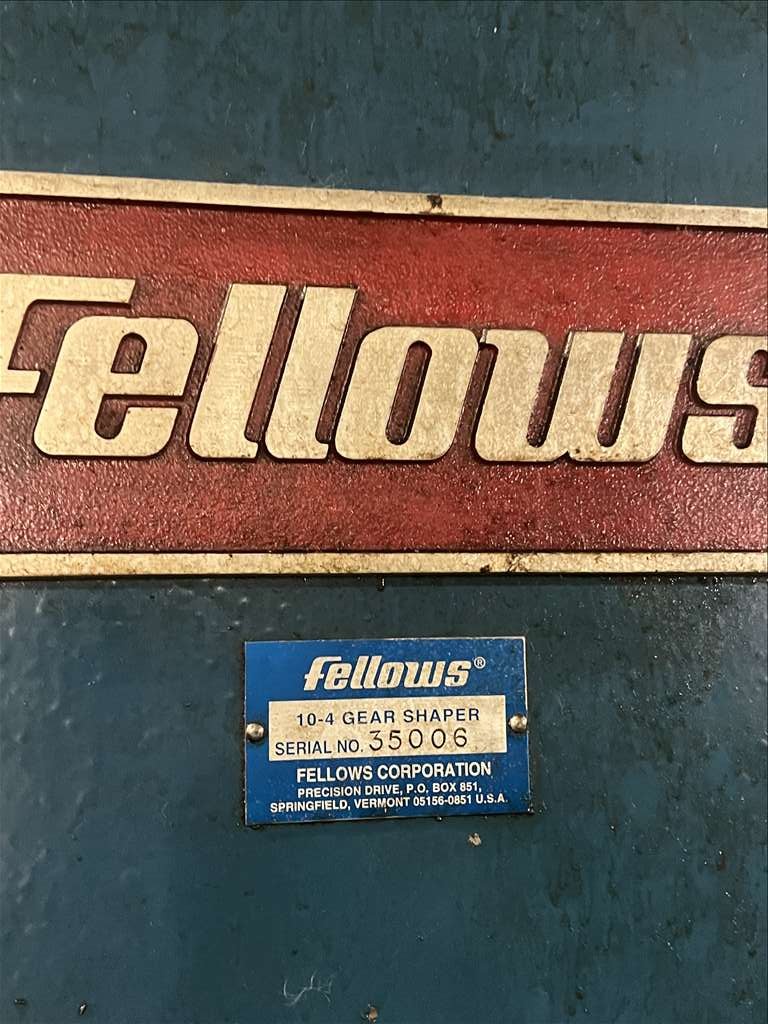 Fellows
fellows®
10-4 GEAR SHAPER
SERIAL NO. 35006
FELLOWS CORPORATION
PRECISION DRIVE, P.O. BOX 851,
SPRINGFIELD, VERMONT 05156-0851 U.S.A.